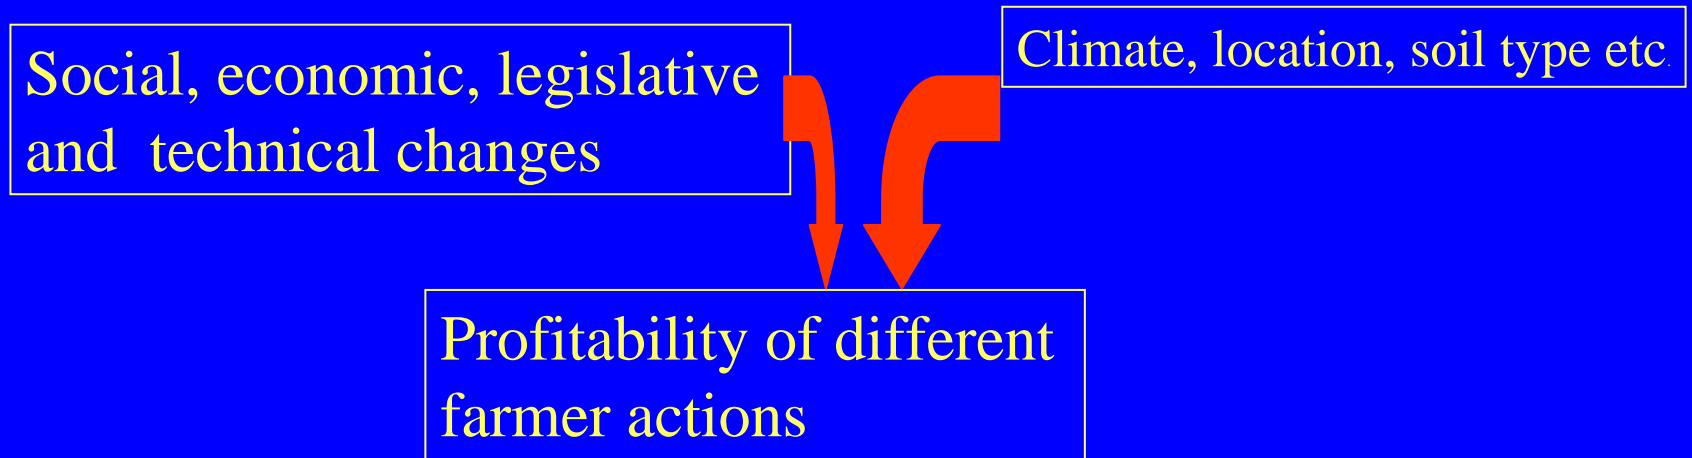 Social, economic, legislative
and technical changes
Climate, location, soil type etc.
Profitability of different
farmer actions